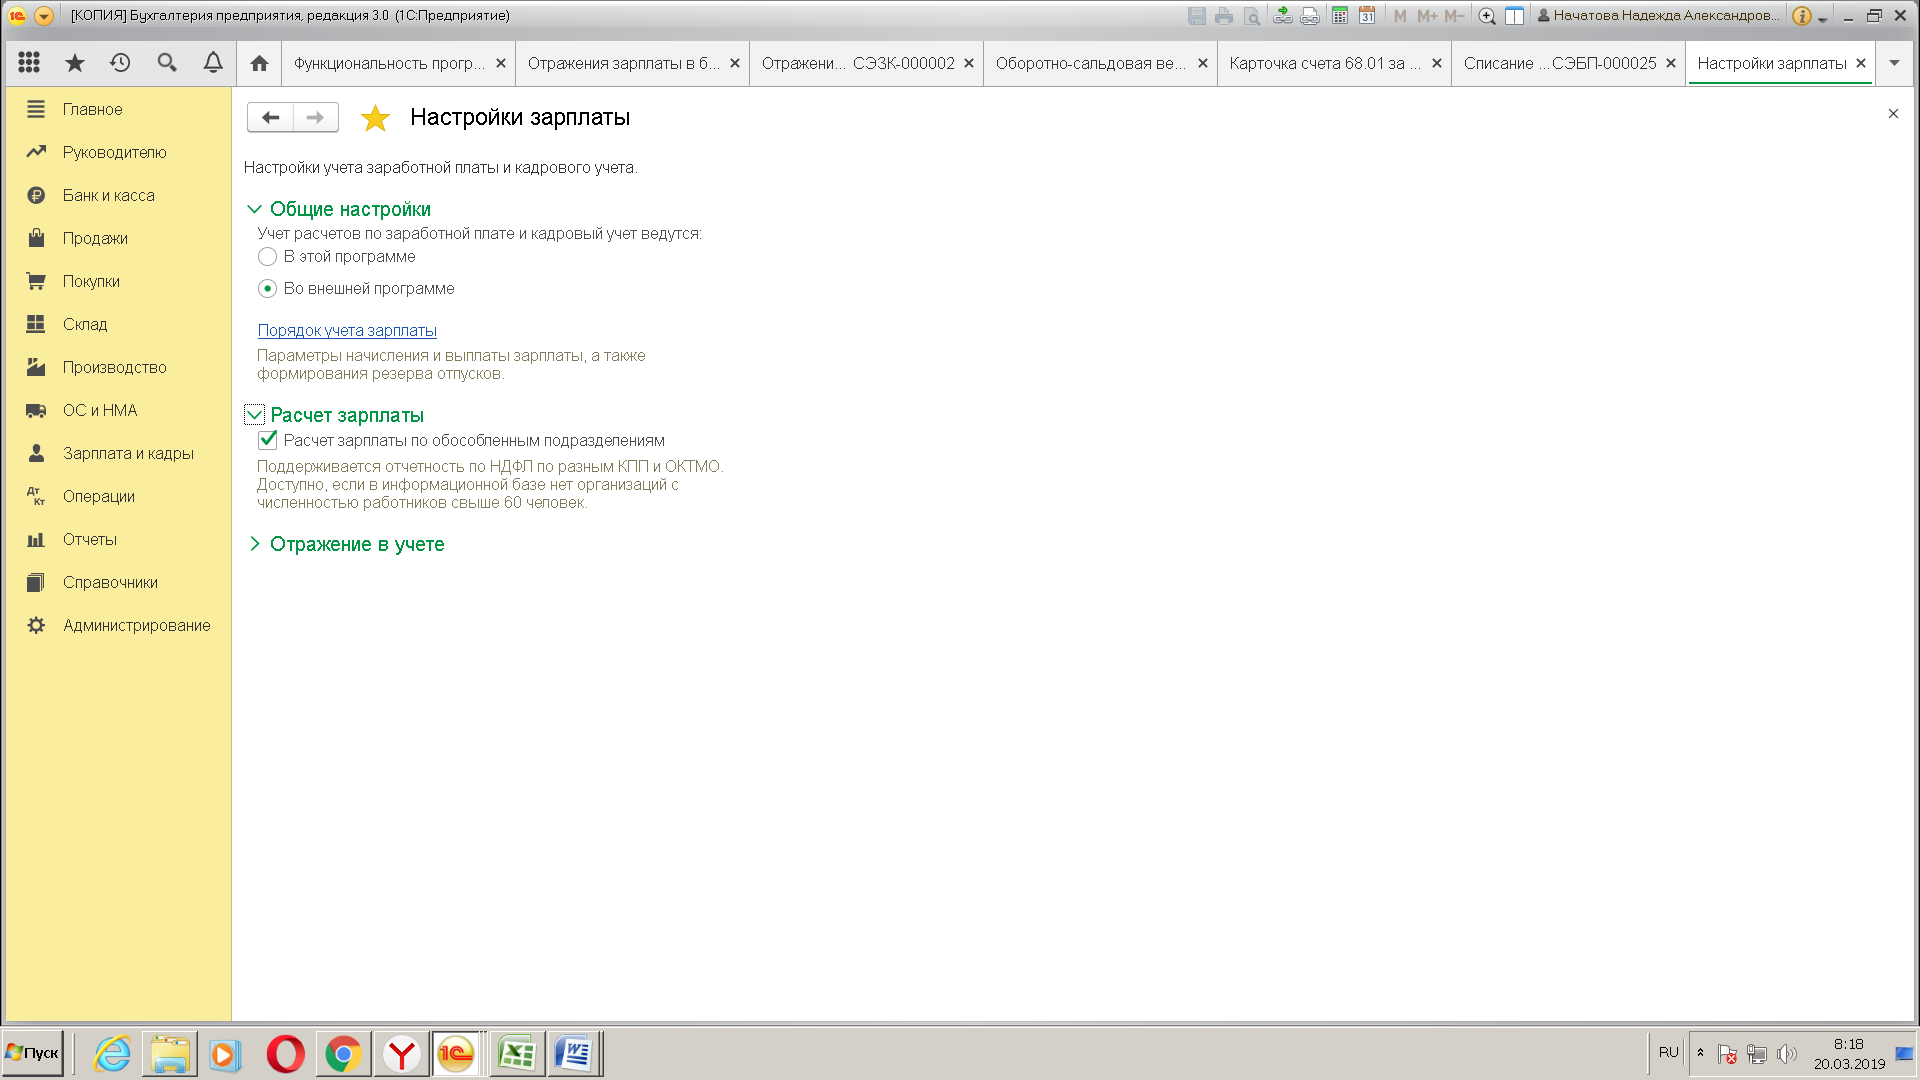 [КОПИЯ] Бухгалтерия предприятия, редакция 3.0 (1С:Предприятие)
M M+ M-
Начатова Надежда Александров...
Функциональность прогр...
Отражения зарплаты в б...
Отражени... СЭЗК-000002
Оборотно-сальдовая ве...
Карточка счета 68.01 за ...
Списание ...СЭБП-000025
Настройки зарплаты
Главное
Руководителю
Банк и касса
Продажи
Покупки
Склад
Производство
ОС и НМА
Зарплата и кадры
Дт Кт
Операции
Отчеты
Справочники
Администрирование
Настройки зарплаты
Настройки учета заработной платы и кадрового учета.
Общие настройки
Учет расчетов по заработной плате и кадровый учет ведутся:
В этой программе
Во внешней программе
Порядок учета зарплаты
Параметры начисления и выплаты зарплаты, а также
формирования резерва отпусков.
Расчет зарплаты
Расчет зарплаты по обособленным подразделениям
Поддерживается отчетность по НДФЛ по разным КПП и ОКТМО.
Доступно, если в информационной базе нет организаций с
численностью работников свыше 60 человек.
Отражение в учете
Пуск
RU
8:18
20.03.2019